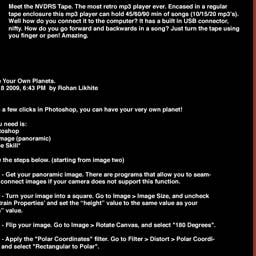 Meet the NVDRS Tape. The most retro mp3 player ever. Encased in a regular
tape enclosure this mp3 player can hold 45/60/90 min of songs (10/15/20 mp3's).
Well how do you connect it to the computer? It has a built in USB connector,
nifty. How do you go forward and backwards in a song? Just turn the tape using
you finger or pen! Amazing.
Your Own Planets.
8 2009, 6:43 PM by Rohan Likhite
a few clicks in Photoshop, you can have your very own planet!
need is:
toshop
mage (panoramic)
e Skill*
the steps below. (starting from image two)
- Get your panoramic image. There are programs that allow you to seam-
connect images if your camera does not support this function.
- Turn your image into a square. Go to Image > Image Size, and uncheck
train Properties' and set the "height" value to the same value as your
" value.
- Flip your image. Go to Image > Rotate Canvas, and select "180 Degrees".
- Apply the "Polar Coordinates" filter. Go to Filter > Distort > Polar Coordi-
and select "Rectangular to Polar".